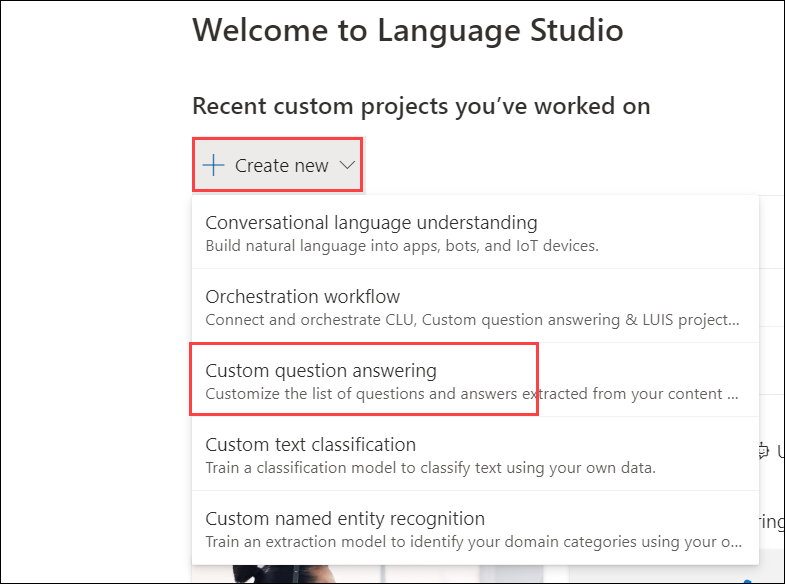 Welcome to Language Studio
Recent custom projects you've worked on
Create new
Conversational language understanding
Build natural language into apps, bots, and IoT devices.
Orchestration workflow
Connect and orchestrate CLU, Custom question answering & LUIS project...
Custom question answering
Customize the list of questions and answers extracted from your content ...
Custom text classification
Train a classification model to classify text using your own data.
Custom named entity recognition
Train an extraction model to identify your domain categories using your o...